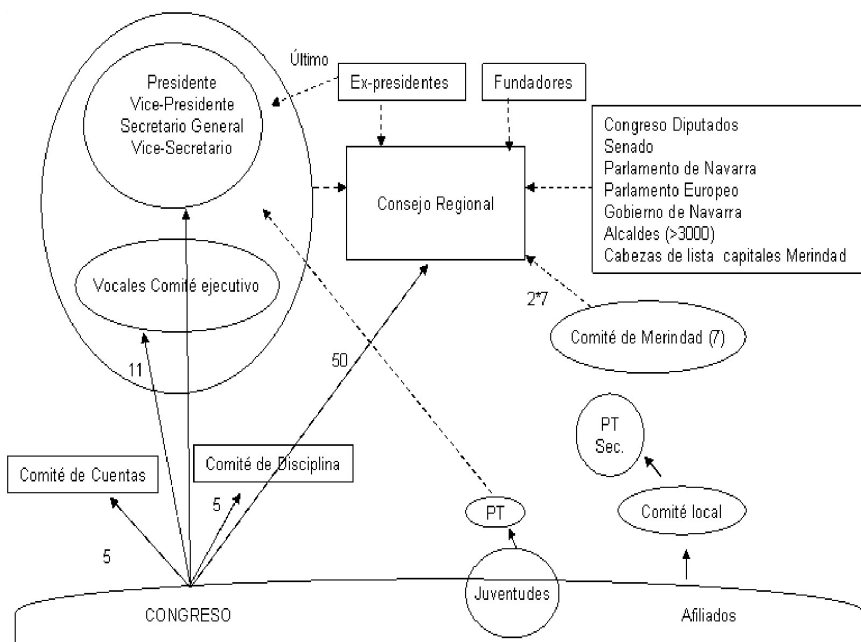 Último
Presidente
Vice-Presidente
Secretario General
Vice-Secretario
Ex-presidentes
Fundadores
Congreso Diputados
Senado
Parlamento de Navarra
Parlamento Europeo
Gobierno de Navarra
Alcaldes (>3000)
Cabezas de lista capitales Merindad
Consejo Regional
Vocales Comité ejecutivo
2*7
Comité de Merindad (7)
11
50
PT
Sec.
Comité de Cuentas
Comité de Disciplina
5
PT
Comité local
5
CONGRESO
Juventudes
Afiliados